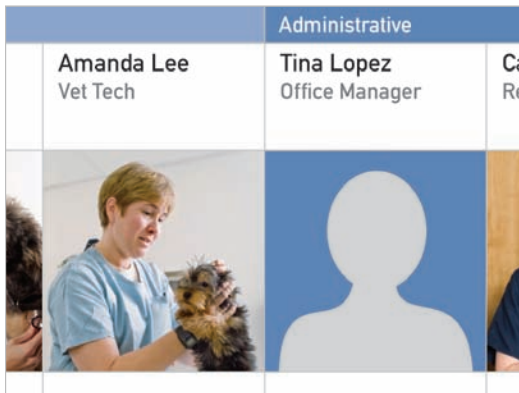 Administrative
Amanda Lee
Vet Tech
Tina Lopez
Office Manager